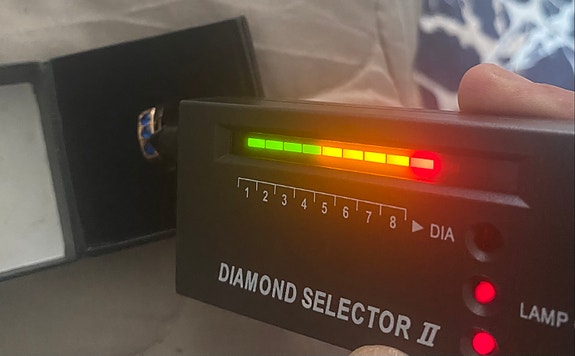 1 2 3 4 5 6 7 8 ▶ DIA
LAMP
DIAMOND SELECTOR II